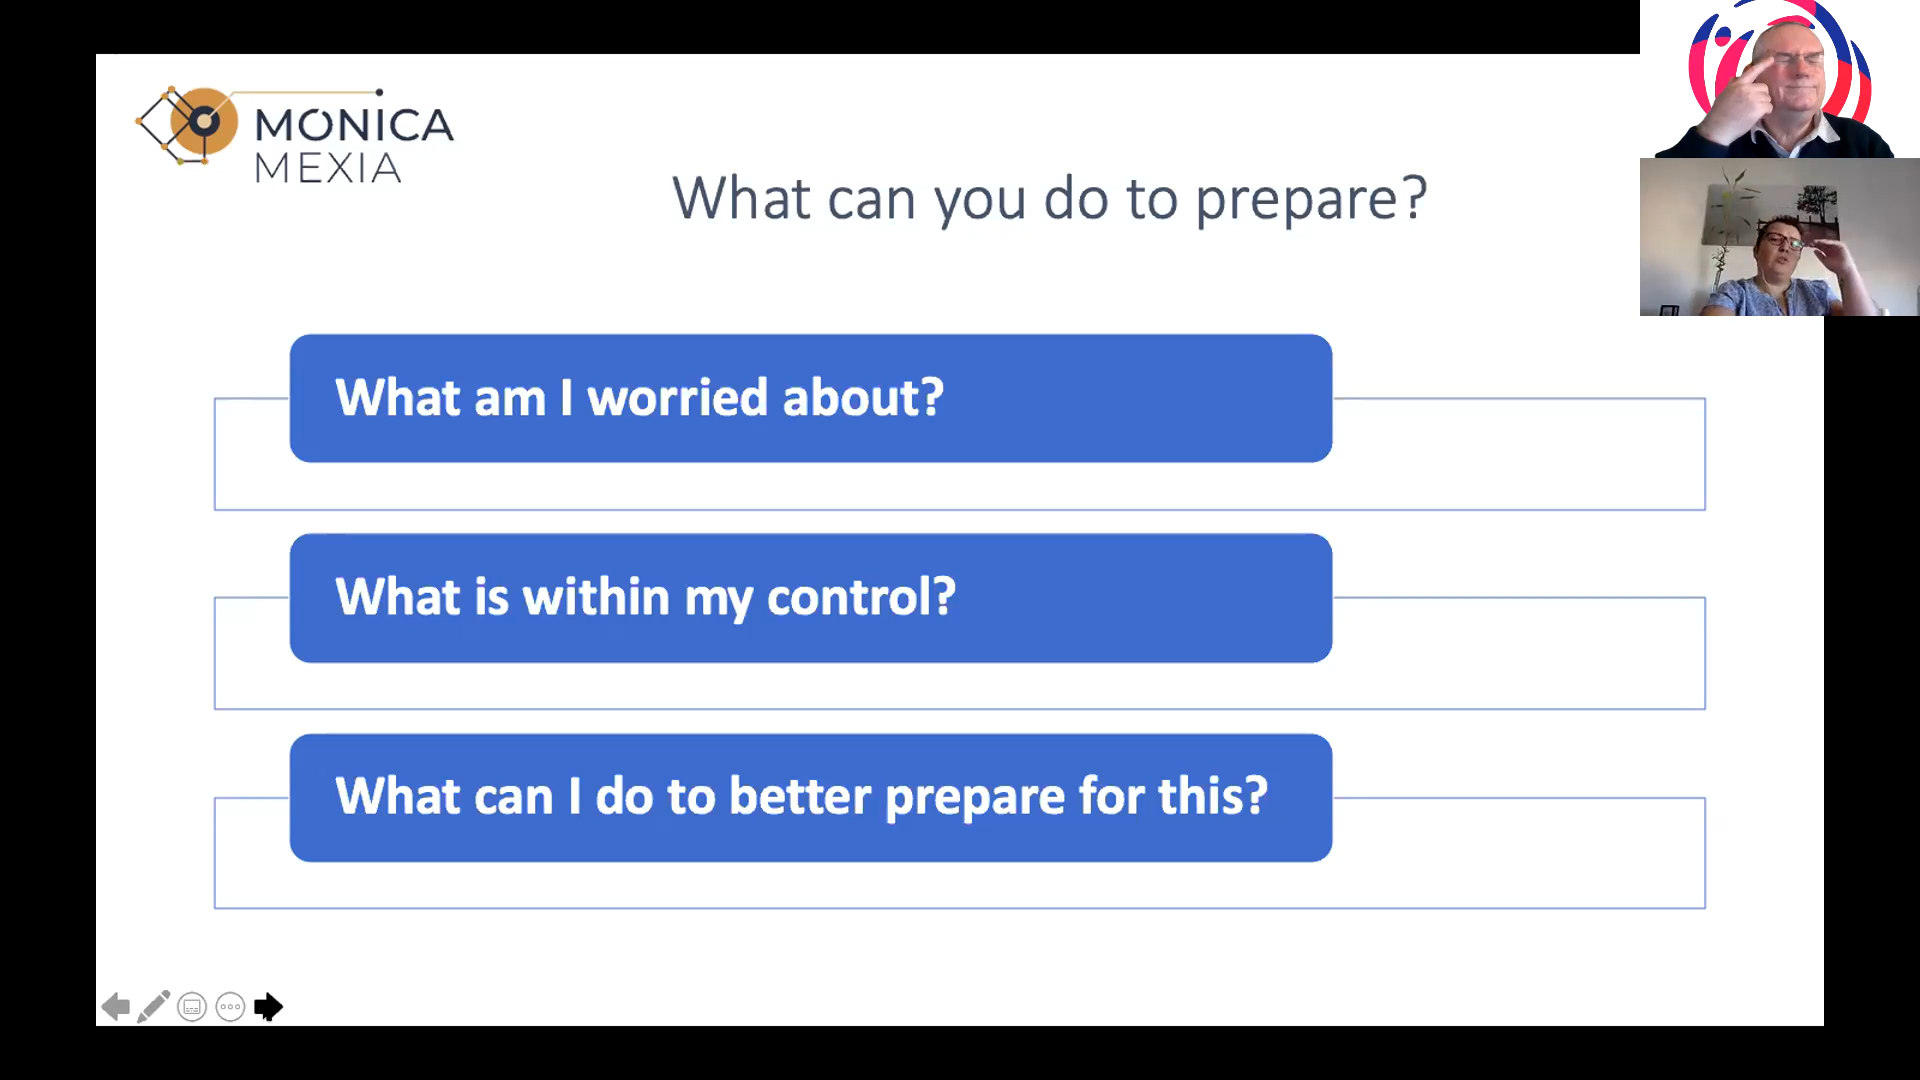 MONICA
MEXIA
What can you do to prepare?
What am I worried about?
What is within my control?
What can I do to better prepare for this?